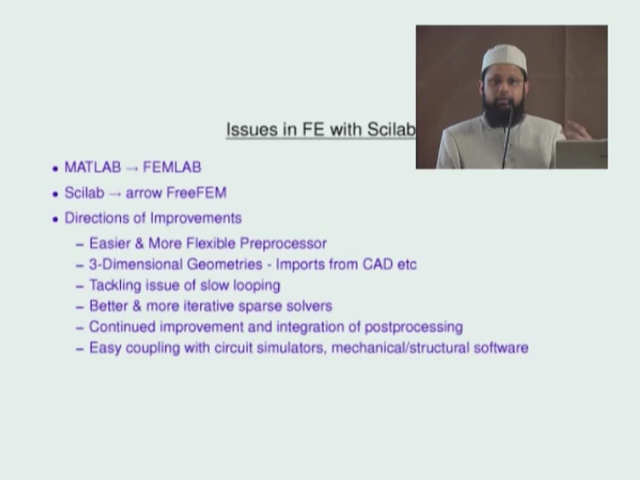 Issues in FE with Scilab
• MATLAB → FEMLAB
• Scilab → arrow FreeFEM
• Directions of Improvements
– Easier & More Flexible Preprocessor
– 3-Dimensional Geometries - Imports from CAD etc
– Tackling issue of slow looping
– Better & more iterative sparse solvers
– Continued improvement and integration of postprocessing
– Easy coupling with circuit simulators, mechanical/structural software